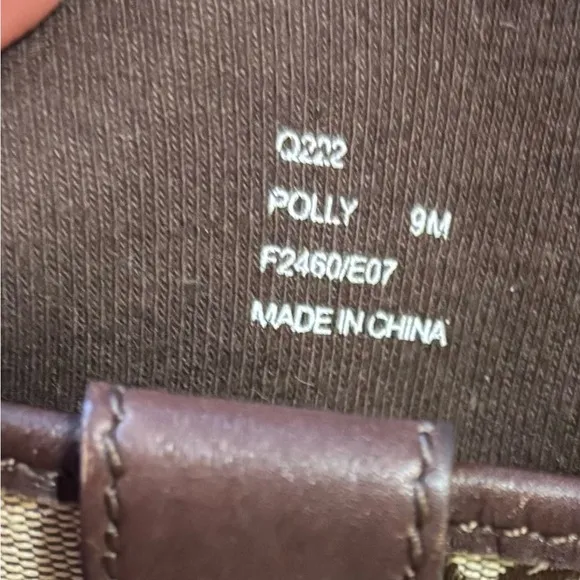 Q222
POLLY 9M
F2460/E07
MADE IN CHINA